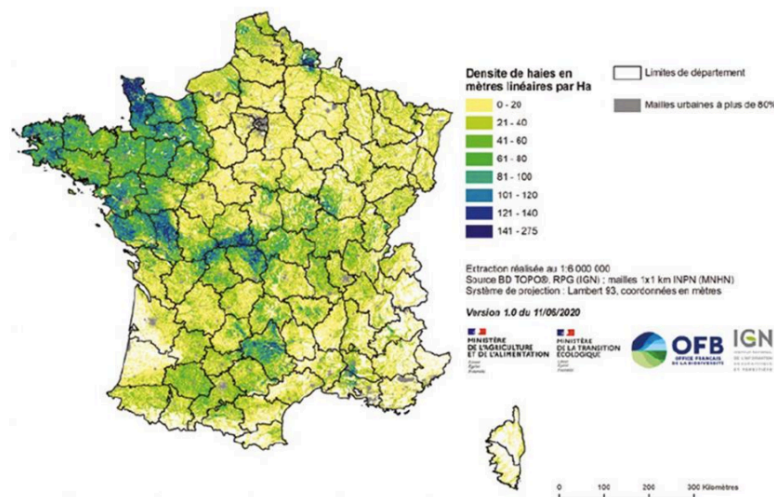 Densite de haies en
mètres linéaires par Ha
0 - 20
21 - 40
41 - 60
61 - 80
81 - 100
101 - 120
121 - 140
141 - 275
Limites de département
Mailles urbaines à plus de 80%
Extraction réalisée au 1:6 000 000
Source BD TOPO®, RPG (IGN) ; mailles 1x1 km INPN (MNHN)
Système de projection : Lambert 93, coordonnées en mètres
Version 1.0 du 11/06/2020
MINISTÈRE
DE L'AGRICULTURE
ET DE L'ALIMENTATION
MINISTÈRE
DE LA TRANSITION
ÉCOLOGIQUE
OFB
OFFICE FRANÇAIS
DE LA BIODIVERSITÉ
IGN
0 100 200 300 Kilomètres